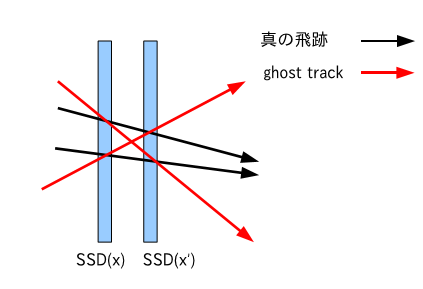 真の飛跡
ghost track
SSD(x)
SSD(x')